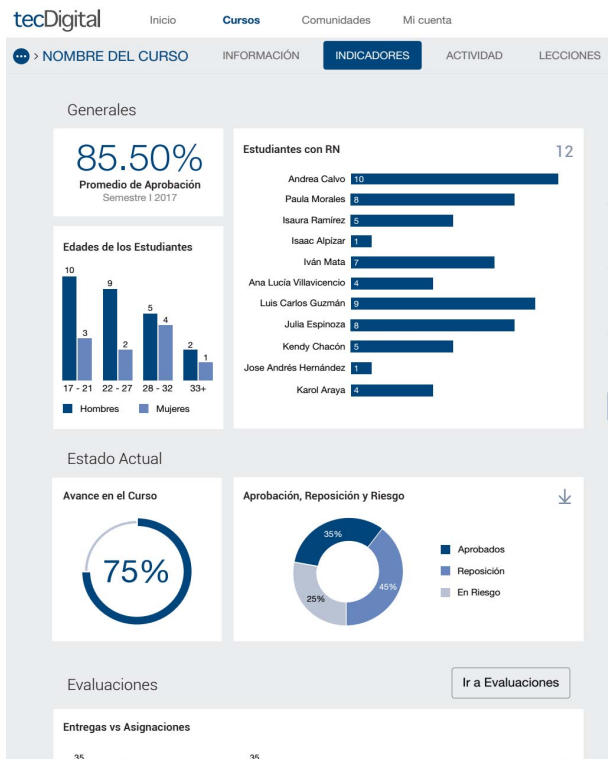 tecDigital
Inicio
Cursos
Comunidades
Mi cuenta
> NOMBRE DEL CURSO
INFORMACIÓN
INDICADORES
ACTIVIDAD
LECCIONES
Generales
85.50%
Promedio de Aprobación
Semestre I 2017
Estudiantes con RN
12
Andrea Calvo 10
Paula Morales 8
Isaura Ramírez 5
Isaac Alpízar 1
Iván Mata 7
Ana Lucía Villavicencio 4
Luis Carlos Guzmán 9
Julia Espinoza 8
Kendy Chacón 5
Jose Andrés Hernández 1
Karol Araya 4
Edades de los Estudiantes
10 3 9 2 5 4 2 1
17 - 21 22 - 27 28 - 32 33+
Hombres Mujeres
Estado Actual
Avance en el Curso
75%
Aprobación, Reposición y Riesgo
35%
45%
25%
Aprobados
Reposición
En Riesgo
Evaluaciones
Ir a Evaluaciones
Entregas vs Asignaciones
35 35